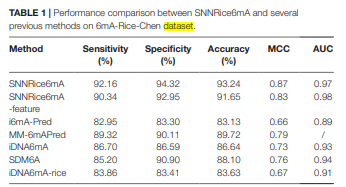 TABLE 1 | Performance comparison between SNNRice6mA and several
previous methods on 6mA-Rice-Chen dataset.
Method Sensitivity Specificity Accuracy MCC AUC
(%) (%) (%)
SNNRice6mA 92.16 94.32 93.24 0.87 0.97
SNNRice6mA 90.34 92.95 91.65 0.83 0.98
-feature
i6mA-Pred 82.95 83.30 83.13 0.66 0.89
MM-6mAPred 89.32 90.11 89.72 0.79 /
iDNA6mA 86.70 86.59 86.64 0.73 0.93
SDM6A 85.20 90.90 88.10 0.76 0.94
iDNA6mA-rice 83.86 83.41 83.63 0.67 0.91